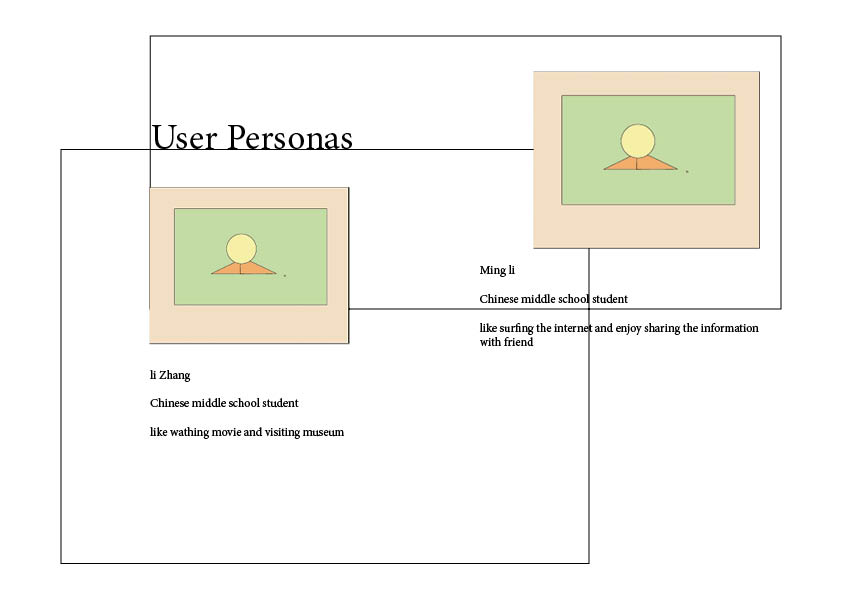 User Personas
li Zhang
Chinese middle school student
like wathing movie and visiting museum
Ming li
Chinese middle school student
like surfing the internet and enjoy sharing the information
with friend